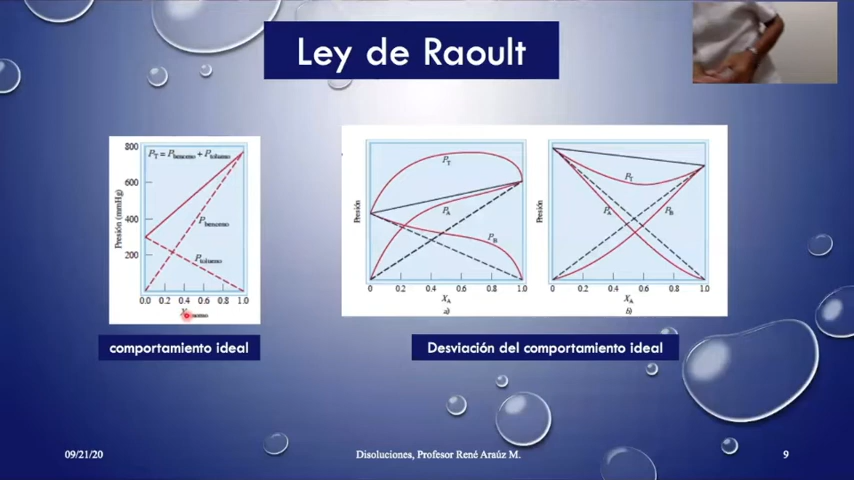 Ley de Raoult
800
600
400
200
Presión (mmHg)
PT = Pbenceno + Ptolueno
Pbenceno
Ptolueno
0.0 0.2 0.4 0.6 0.8 1.0
comportamiento ideal
Presión
PT
PA
PB
0 0.2 0.4 0.6 0.8 1.0
XA
a)
Presión
PT
PA
PB
0 0.2 0.4 0.6 0.8 1.0
XA
b)
Desviación del comportamiento ideal
09/21/20
Disoluciones, Profesor René Araúz M.
9